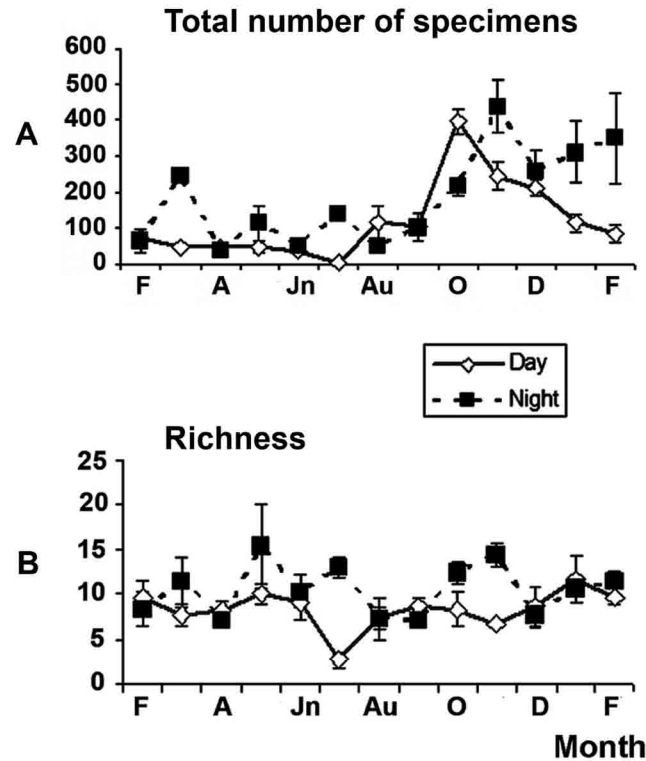 Total number of specimens
A
600
500
400
300
200
100
0
F A Jn Au O D F
Day
Night
Richness
B
25
20
15
10
5
0
F A Jn Au O D F
Month